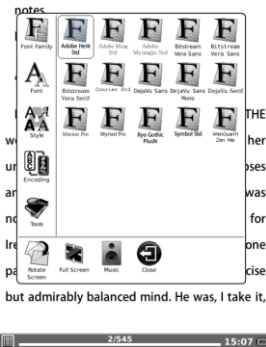 notes.
Font Family
Adobe Heiti Std
Adobe Ming Std
Adobe Myungjo Std
Bitstream Vera Sans
Bitstream Vera Sans
Font
Bitstream Vera Serif
Courier Std
DejaVu Sans
DejaVu Sans Mono
DejaVu Serif
Style
Minion Pro
Myriad Pro
Ryo Gothic PlusN
Symbol Std
WenQuanYi Zen Hei
THE
her
Encoding
was
Tools
for
one
Rotate Screen
Full Screen
Music
Close
but admirably balanced mind. He was, I take it,
2/545
15:07